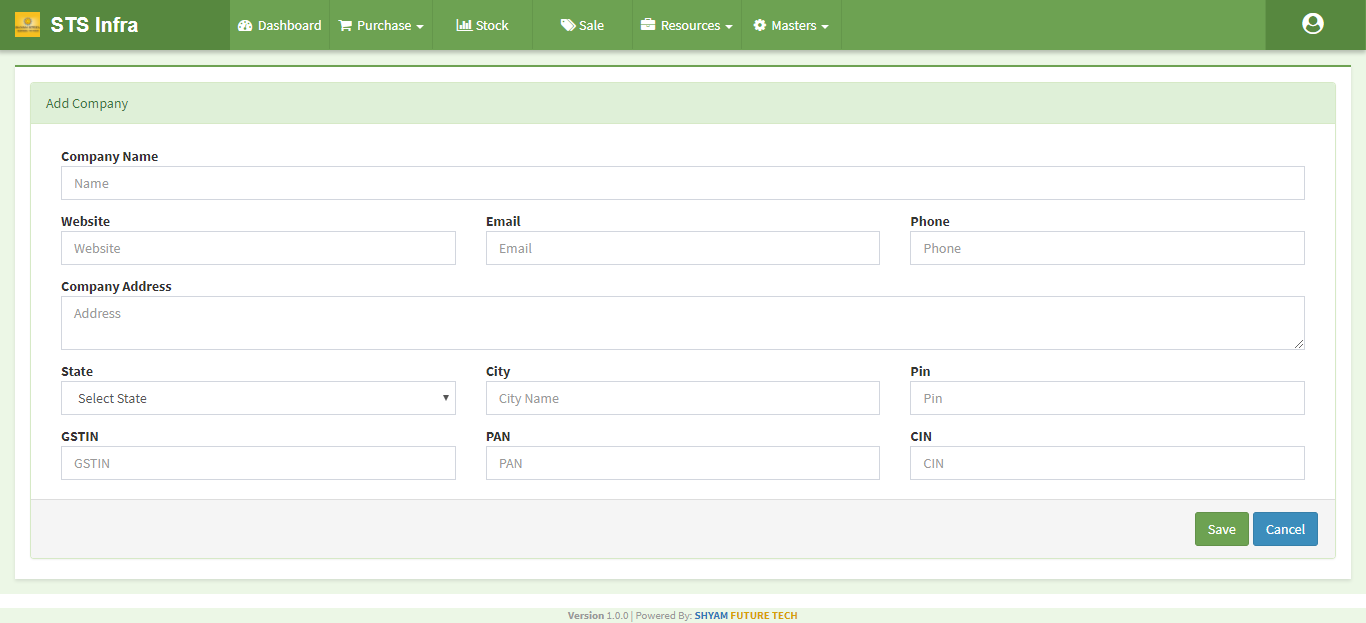 STS Infra Dashboard Purchase Stock Sale Resources Masters
Add Company
Company Name
Name
Website Email Phone
Website Email Phone
Company Address
Address
State City Pin
Select State City Name Pin
GSTIN PAN CIN
GSTIN PAN CIN
Save Cancel
Version 1.0.0 | Powered By: SHYAM FUTURE TECH